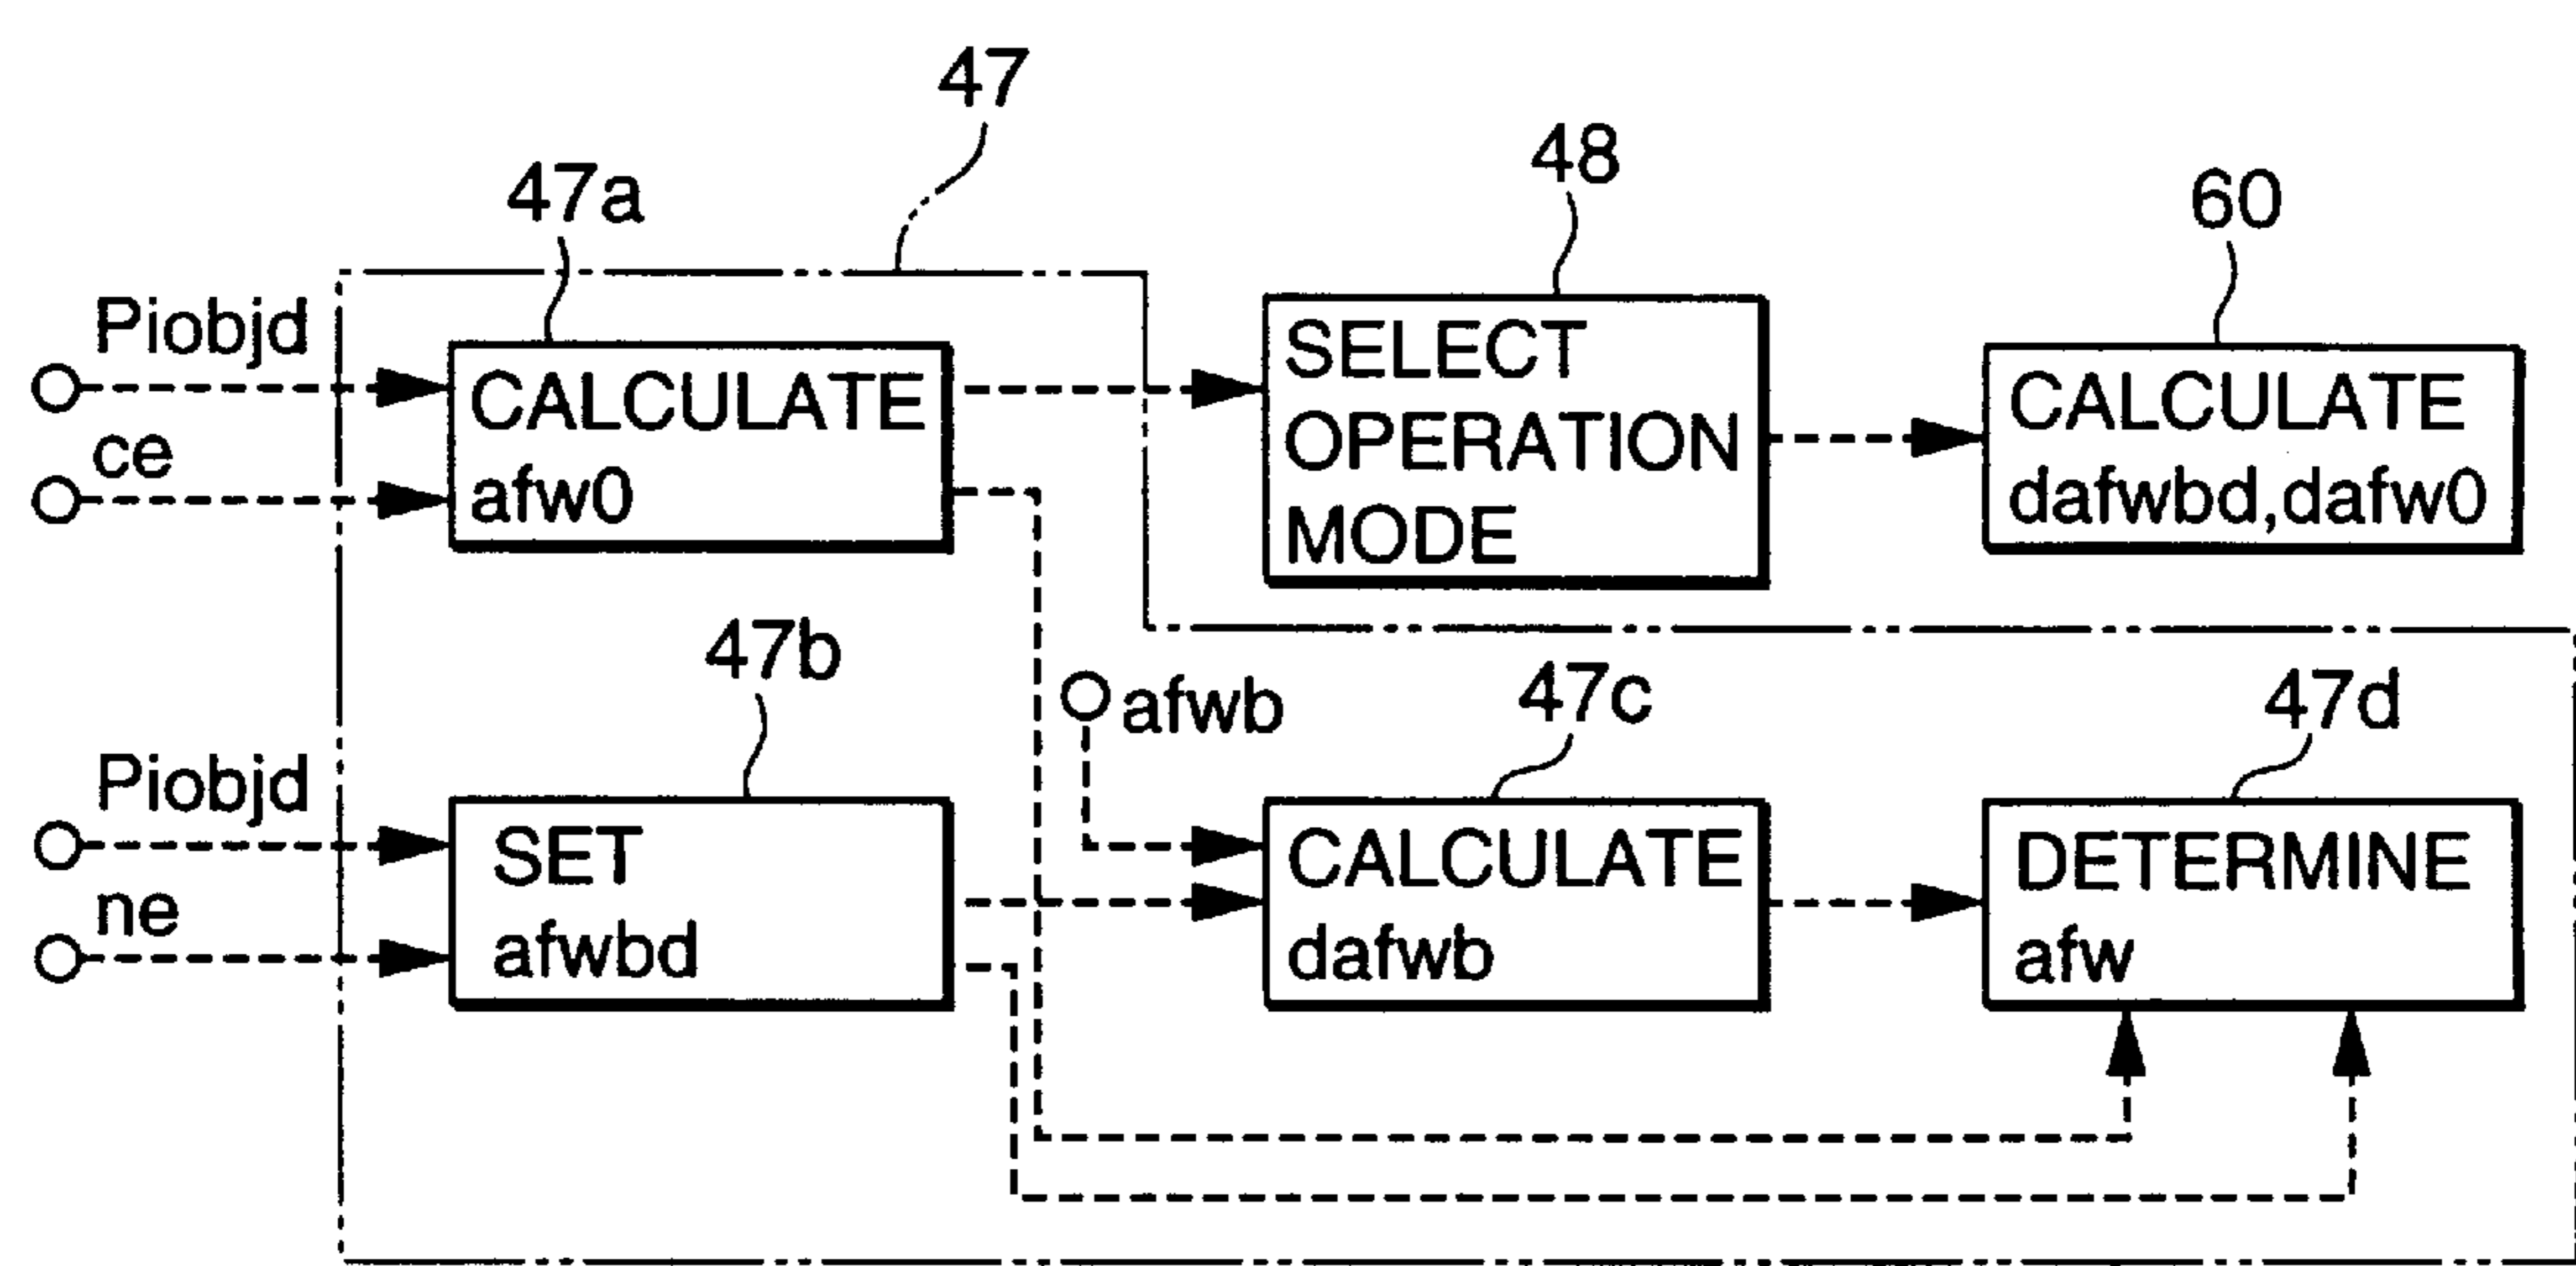 47
48
60
47a
Piobjd
ce
CALCULATE
afw0
SELECT
OPERATION
MODE
CALCULATE
dafwbd,dafw0
47b
afwb
47c
47d
Piobjd
ne
SET
afwbd
CALCULATE
dafwb
DETERMINE
afw